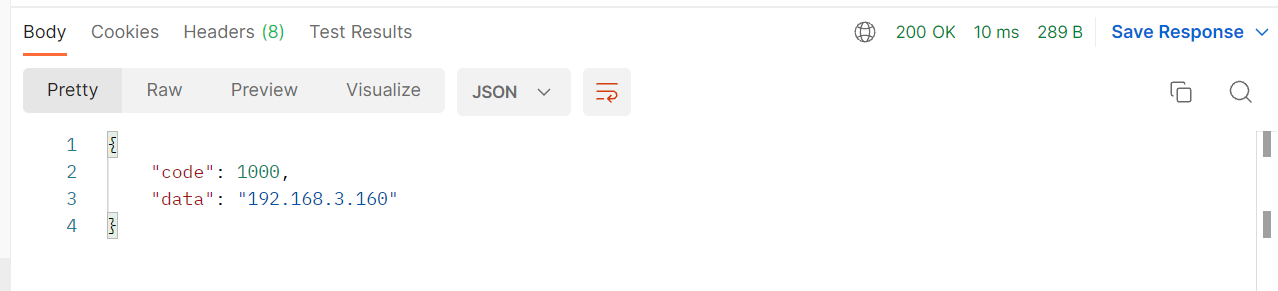 Body Cookies Headers (8) Test Results 200 OK 10 ms 289 B Save Response
Pretty Raw Preview Visualize JSON
1 {
2 "code": 1000,
3 "data": "192.168.3.160"
4 }